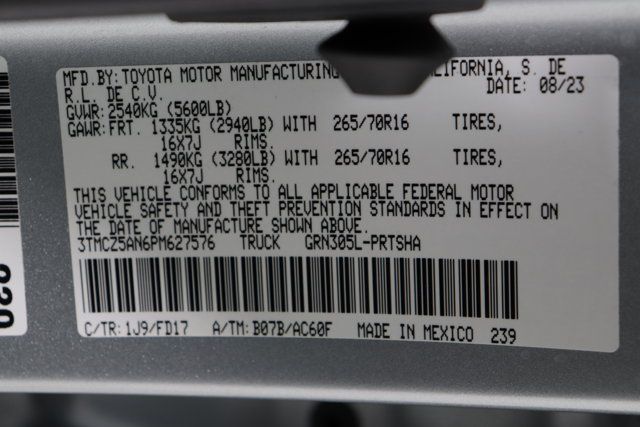 MFD.BY: TOYOTA MOTOR MANUFACTURING ALIFORNIA, S. DE
R.L. DE C.V. DATE: 08/23
GVWR: 2540KG (5600LB)
GAWR: FRT. 1335KG (2940LB) WITH 265/70R16 TIRES,
16X7J RIMS.
RR. 1490KG (3280LB) WITH 265/70R16 TIRES,
16X7J RIMS.
THIS VEHICLE CONFORMS TO ALL APPLICABLE FEDERAL MOTOR
VEHICLE SAFETY AND THEFT PREVENTION STANDARDS IN EFFECT ON
THE DATE OF MANUFACTURE SHOWN ABOVE.
3TMCZ5AN6PM627576 TRUCK GRN305L-PRTSHA
C/TR: 1J9/FD17 A/TM: B07B/AC60F MADE IN MEXICO 239